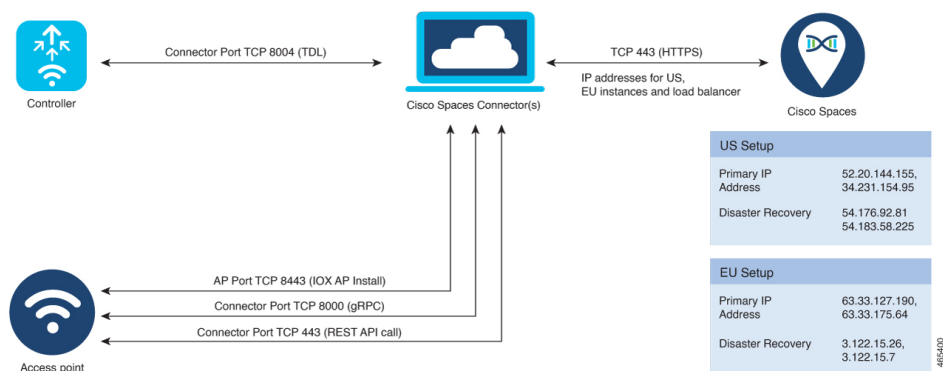 Connector Port TCP 8004 (TDL)
TCP 443 (HTTPS)
IP addresses for US,
EU instances and load balancer
Controller
Cisco Spaces Connector(s)
Cisco Spaces
US Setup
Primary IP
Address
52.20.144.155,
34.231.154.95
Disaster Recovery
54.176.92.81
54.183.58.225
AP Port TCP 8443 (IOX AP Install)
Connector Port TCP 8000 (gRPC)
Connector Port TCP 443 (REST API call)
Access point
EU Setup
Primary IP
Address
63.33.127.190,
63.33.175.64
Disaster Recovery
3.122.15.26,
3.122.15.7
465400